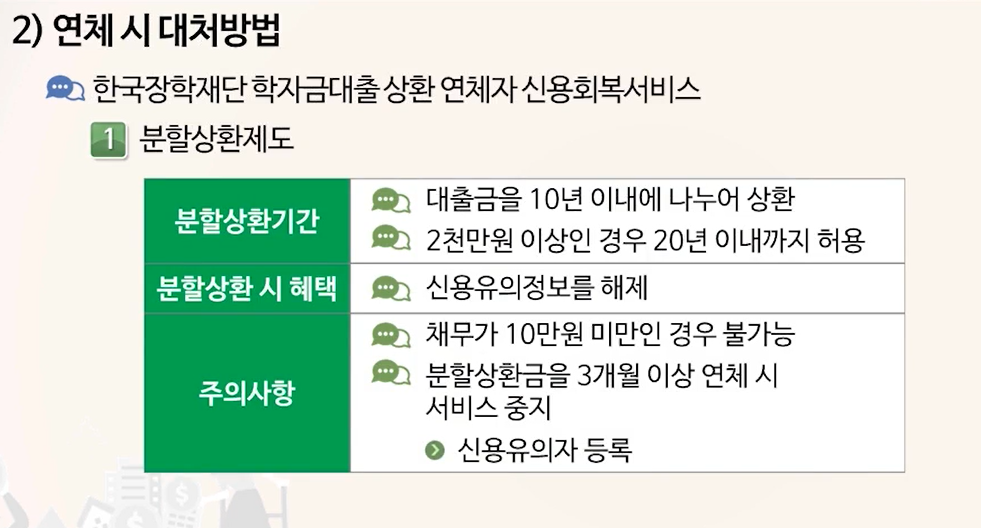 2) 연체 시 대처방법
한국장학재단 학자금대출 상환 연체자 신용회복서비스
1 분할상환제도
분할상환기간
대출금을 10년 이내에 나누어 상환
2천만원 이상인 경우 20년 이내까지 허용
분할상환 시 혜택
신용유의정보를 해제
주의사항
채무가 10만원 미만인 경우 불가능
분할상환금을 3개월 이상 연체 시
서비스 중지
신용유의자 등록